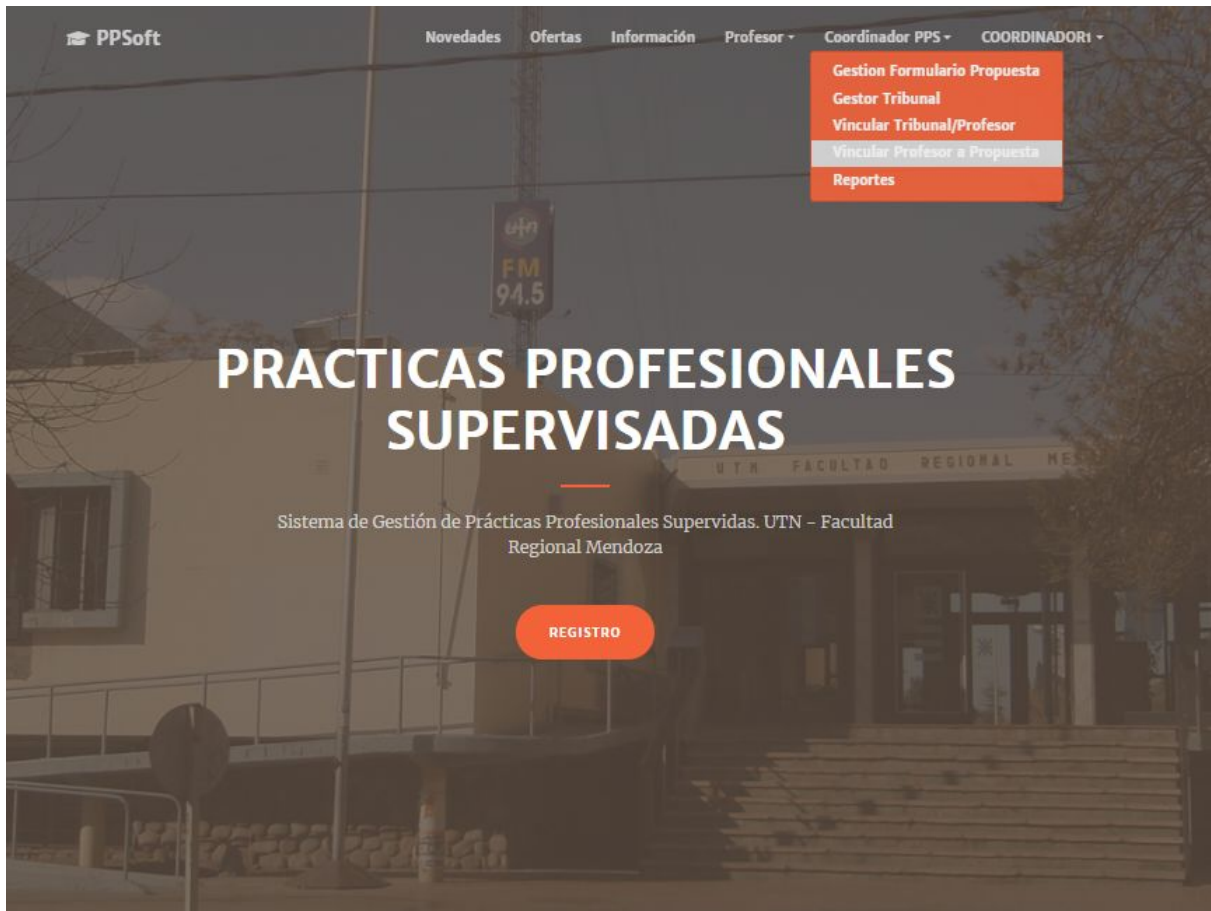 PPSoft
Novedades
Ofertas
Información
Profesor
Coordinador PPS
COORDINADOR1
Gestion Formulario Propuesta
Gestor Tribunal
Vincular Tribunal/Profesor
Vincular Profesor a Propuesta
Reportes
utn
FM
94.5
PRACTICAS PROFESIONALES
SUPERVISADAS
UTN FACULTAD REGIONAL
Sistema de Gestión de Prácticas Profesionales Supervidas. UTN – Facultad
Regional Mendoza
REGISTRO